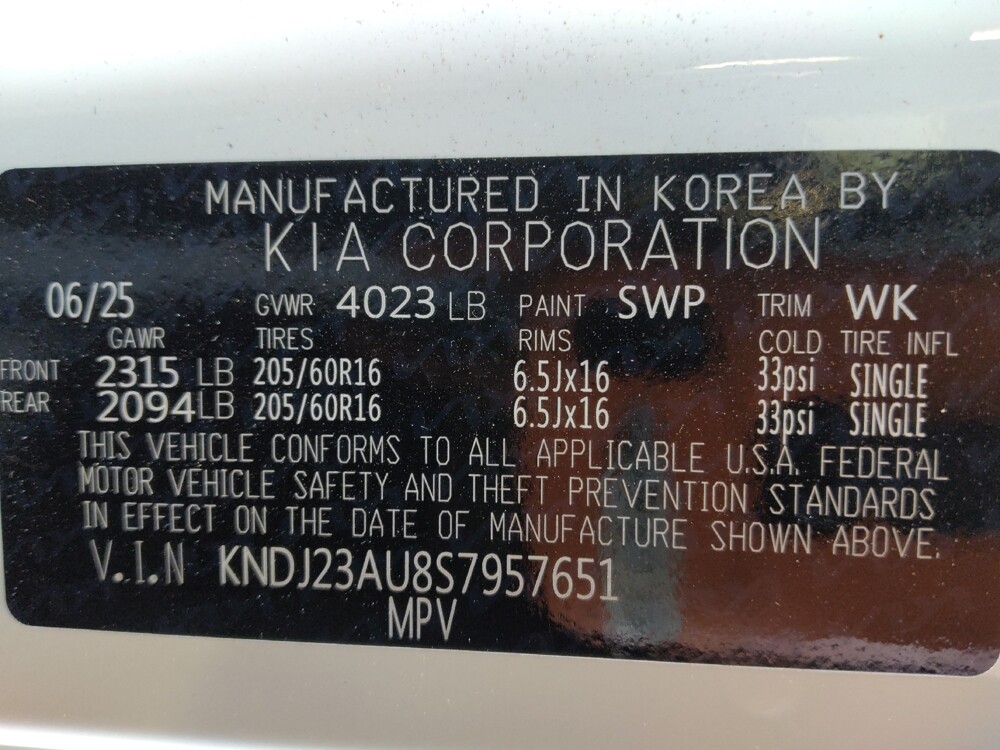 MANUFACTURED IN KOREA BY
KIA CORPORATION
06/25 GVWR 4023 LB PAINT SWP TRIM WK
GAWR TIRES RIMS COLD TIRE INFL
FRONT 2315 LB 205/60R16 6.5Jx16 33psi SINGLE
REAR 2094 LB 205/60R16 6.5Jx16 33psi SINGLE
THIS VEHICLE CONFORMS TO ALL APPLICABLE U.S.A. FEDERAL
MOTOR VEHICLE SAFETY AND THEFT PREVENTION STANDARDS
IN EFFECT ON THE DATE OF MANUFACTURE SHOWN ABOVE.
V.I.N KNDJ23AU8S7957651
MPV